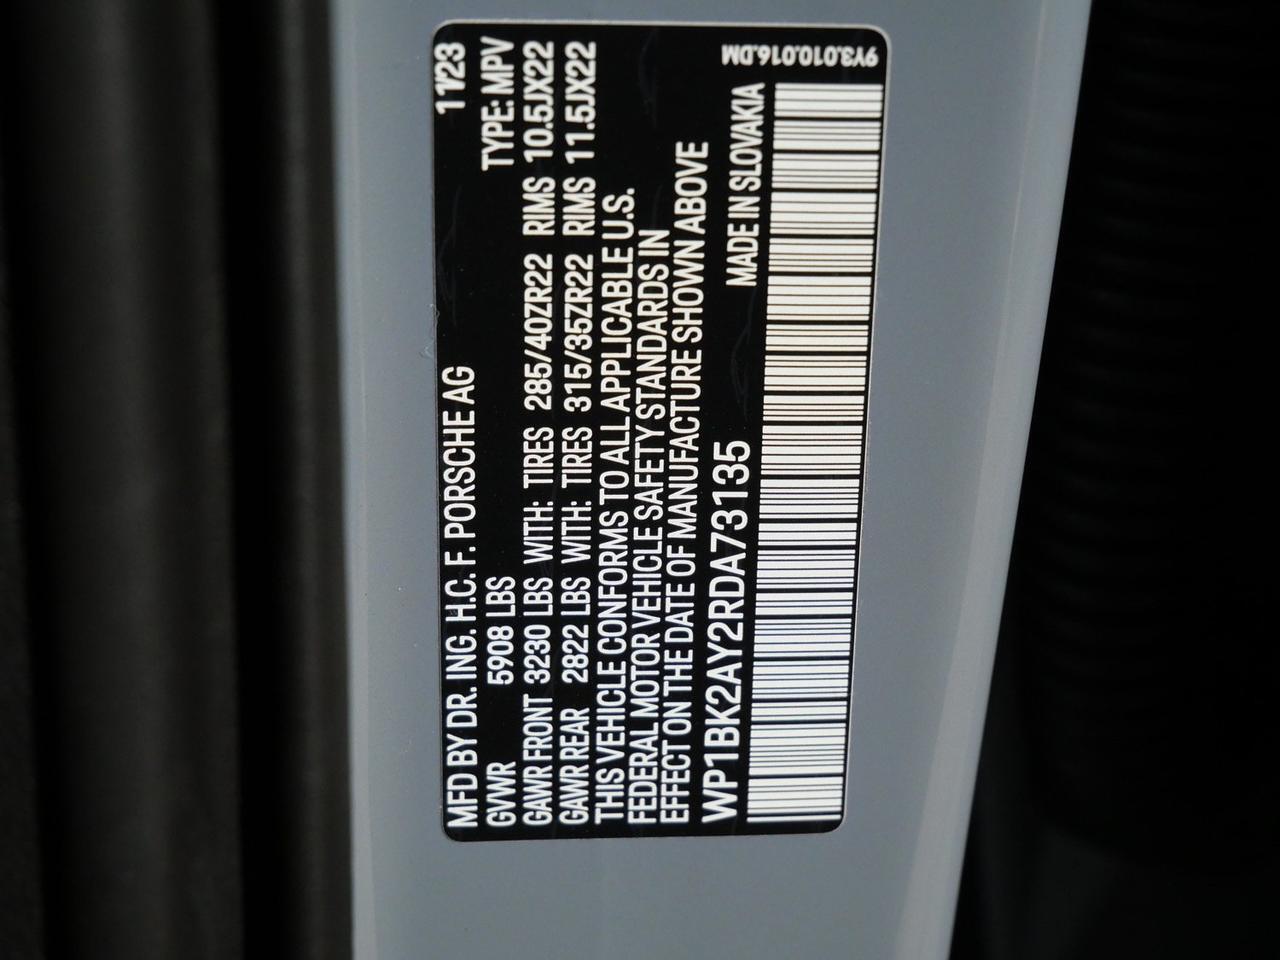 MFD BY DR. ING. H.C. F. PORSCHE AG 11/23
GVWR 5908 LBS TYPE: MPV
GAWR FRONT 3230 LBS WITH: TIRES 285/40ZR22 RIMS 10.5JX22
GAWR REAR 2822 LBS WITH: TIRES 315/35ZR22 RIMS 11.5JX22
THIS VEHICLE CONFORMS TO ALL APPLICABLE U.S.
FEDERAL MOTOR VEHICLE SAFETY STANDARDS IN
EFFECT ON THE DATE OF MANUFACTURE SHOWN ABOVE
WP1BK2AY2RDA73135
MADE IN SLOVAKIA
9Y3.010.016.DM